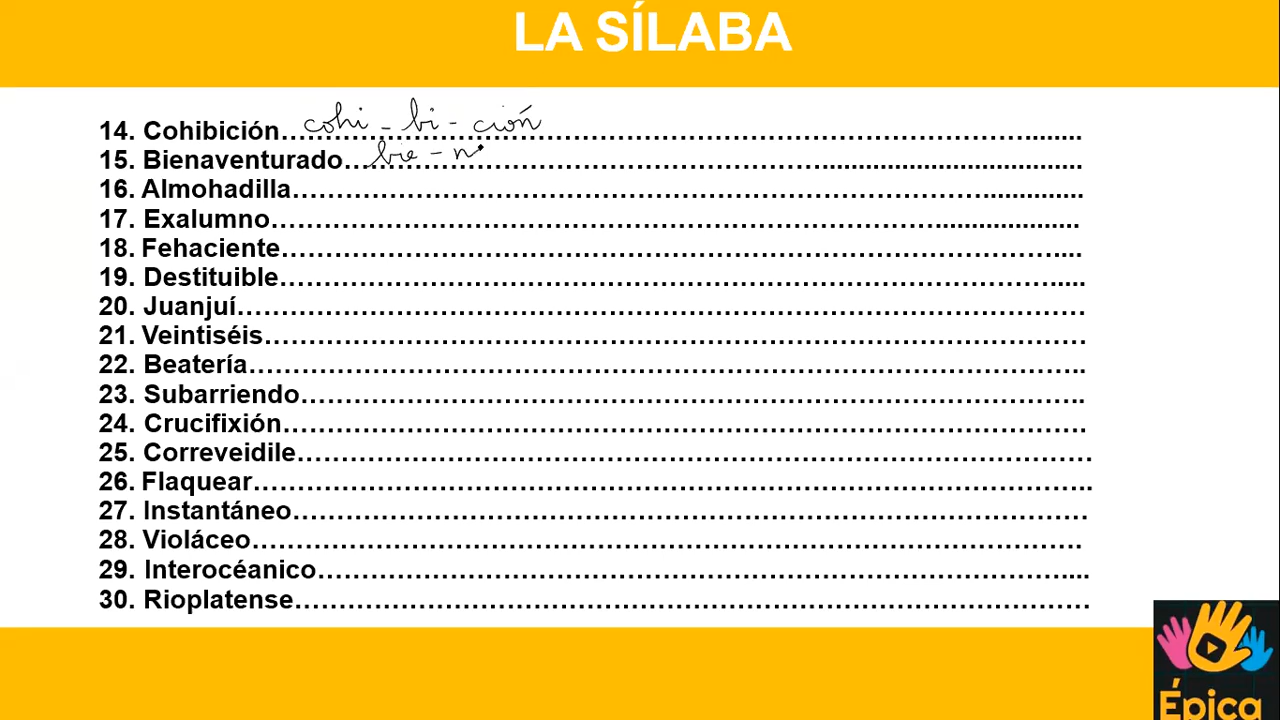 LA SÍLABA
14. Cohibición.......... cohi - bi - ción
15. Bienaventurado.......... bie - n
16. Almohadilla..........
17. Exalumno..........
18. Fehaciente..........
19. Destituible..........
20. Juanjuí..........
21. Veintiséis..........
22. Beatería..........
23. Subarriendo..........
24. Crucifixión..........
25. Correveidile..........
26. Flaquear..........
27. Instantáneo..........
28. Violáceo..........
29. Interocéanico..........
30. Rioplatense..........
Épica